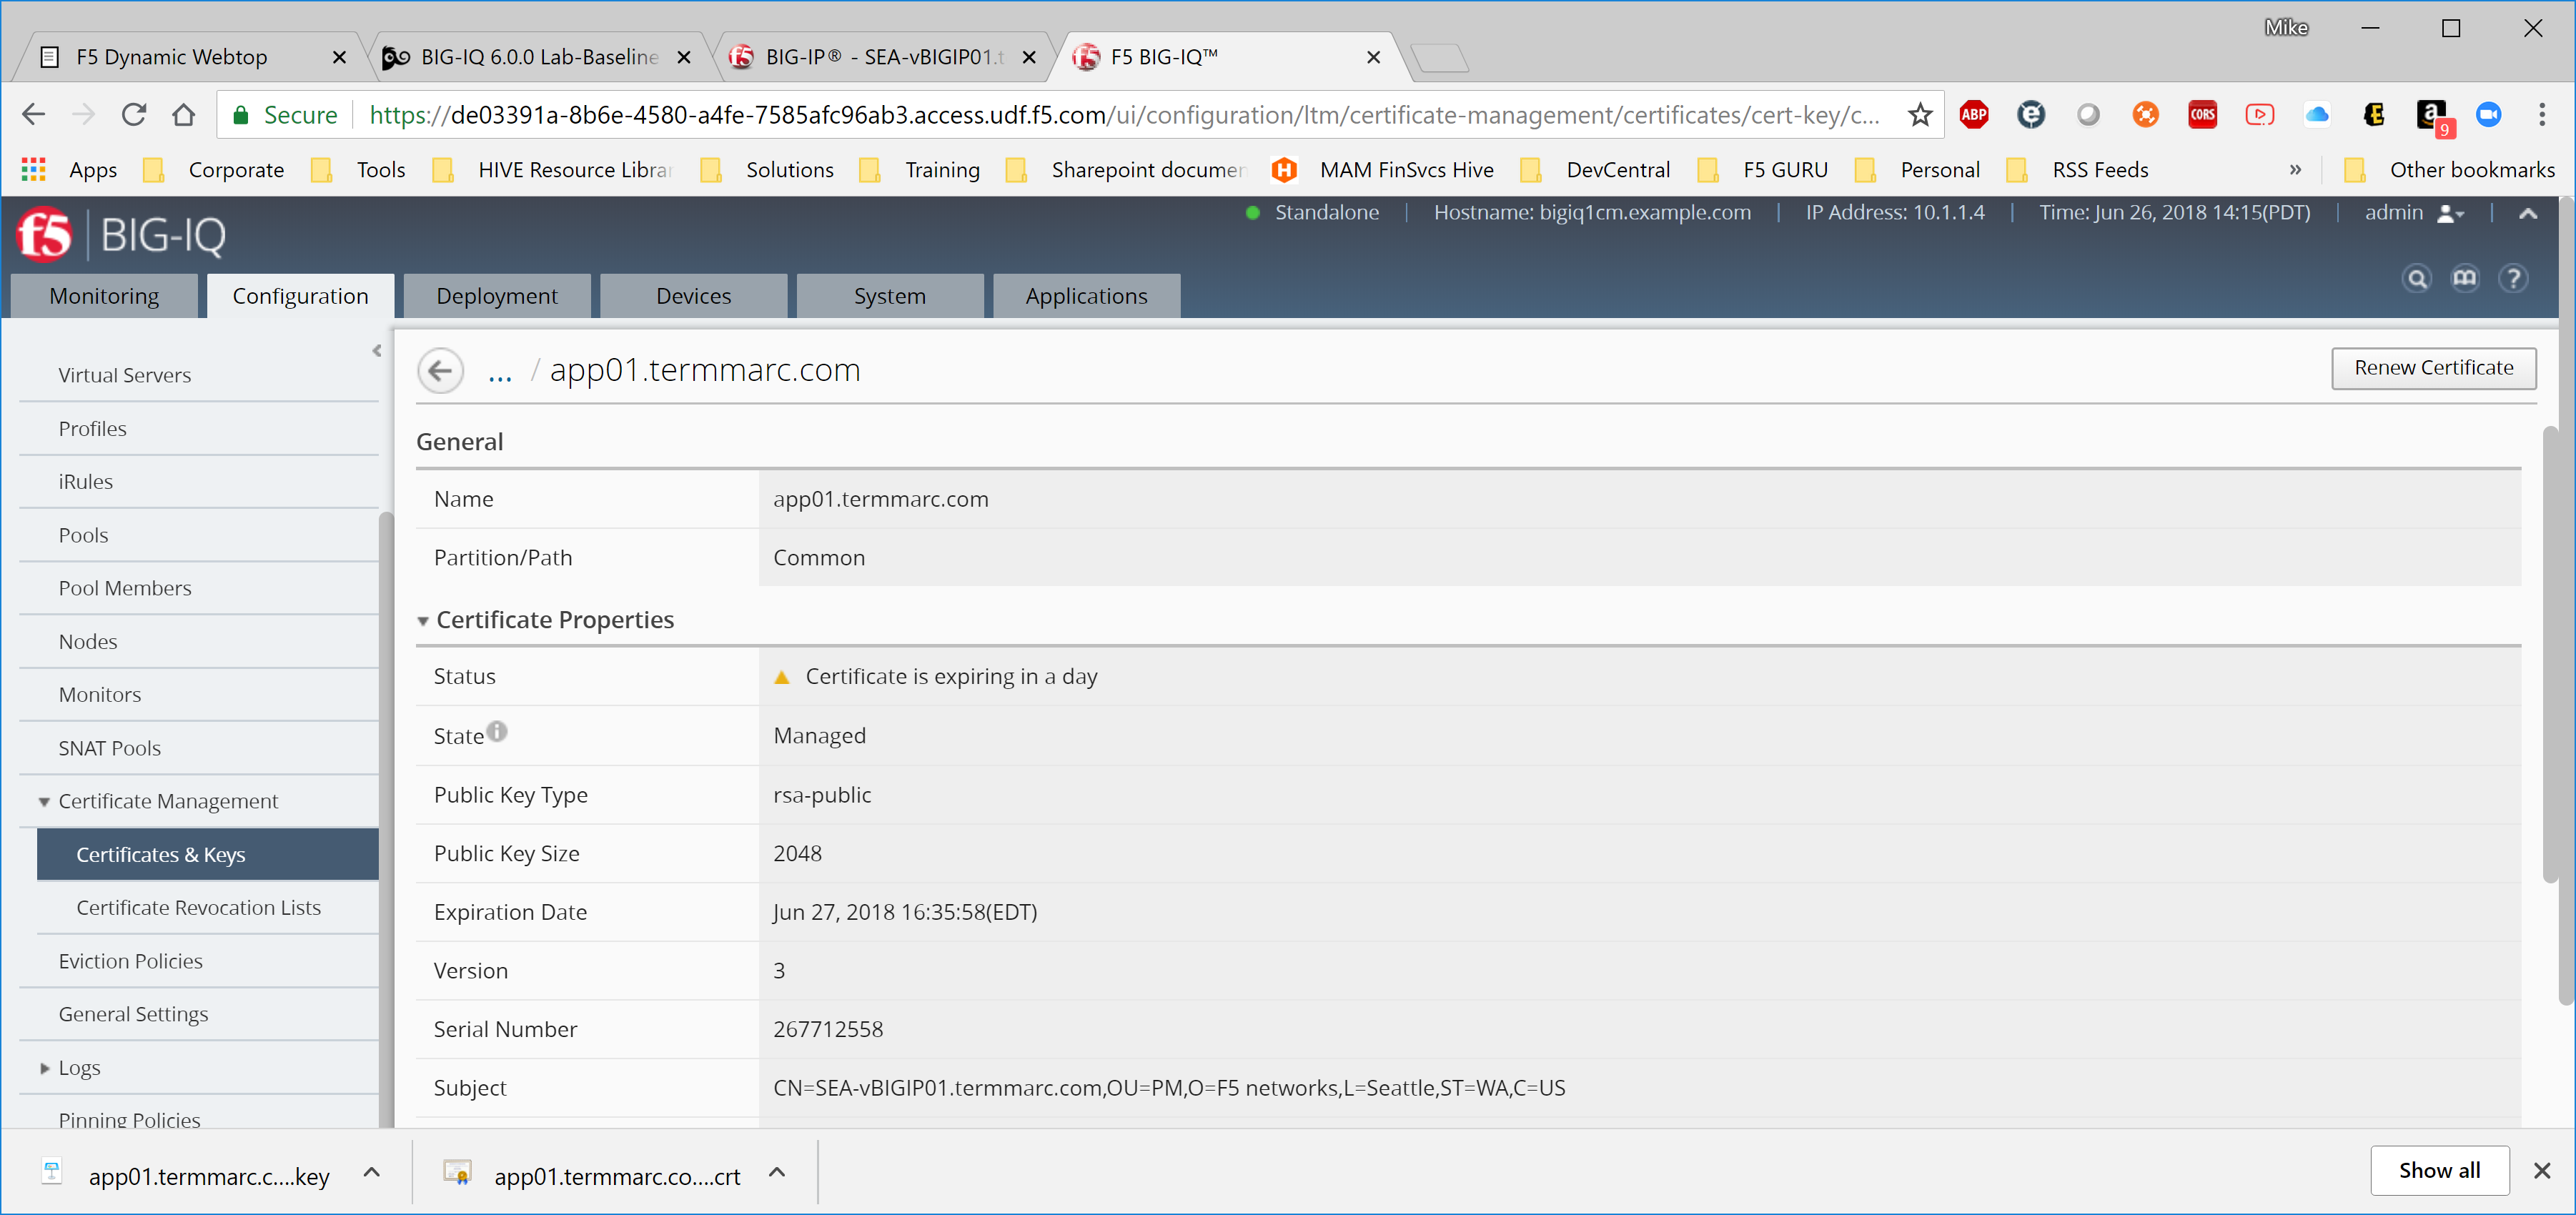 Mike
F5 Dynamic Webtop
BIG-IQ 6.0.0 Lab-Baseline
BIG-IP® - SEA-vBIGIP01.t
F5 BIG-IQ™
Secure
https://de03391a-8b6e-4580-a4fe-7585afc96ab3.access.udf.f5.com/ui/configuration/ltm/certificate-management/certificates/cert-key/c...
ABP
CORS
9
Apps
Corporate
Tools
HIVE Resource Librar
Solutions
Training
Sharepoint documen
MAM FinSvcs Hive
DevCentral
F5 GURU
Personal
RSS Feeds
»
Other bookmarks
f5 BIG-IQ
Standalone
Hostname: bigiq1cm.example.com
IP Address: 10.1.1.4
Time: Jun 26, 2018 14:15(PDT)
admin
Monitoring
Configuration
Deployment
Devices
System
Applications
Virtual Servers
Profiles
iRules
Pools
Pool Members
Nodes
Monitors
SNAT Pools
Certificate Management
Certificates & Keys
Certificate Revocation Lists
Eviction Policies
General Settings
Logs
Pinning Policies
... / app01.termmarc.com
Renew Certificate
General
Name app01.termmarc.com
Partition/Path Common
Certificate Properties
Status Certificate is expiring in a day
State Managed
Public Key Type rsa-public
Public Key Size 2048
Expiration Date Jun 27, 2018 16:35:58(EDT)
Version 3
Serial Number 267712558
Subject CN=SEA-vBIGIP01.termmarc.com,OU=PM,O=F5 networks,L=Seattle,ST=WA,C=US
app01.termmarc.c....key
app01.termmarc.co....crt
Show all